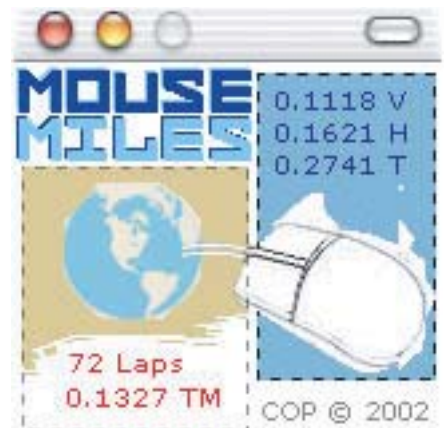 MOUSE
MILES
0.1118 V
0.1621 H
0.2741 T
72 Laps
0.1327 TM
COP © 2002